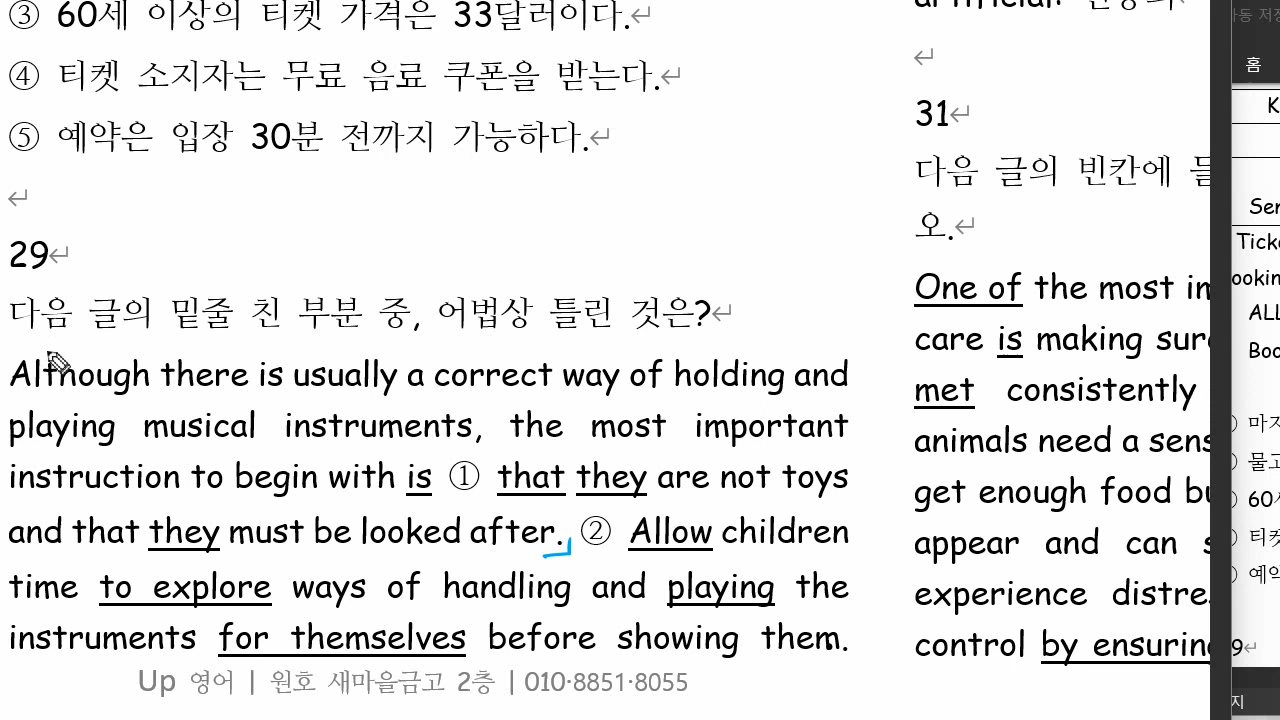 ③ 60세 이상의 티켓 가격은 33달러이다.↵
④ 티켓 소지자는 무료 음료 쿠폰을 받는다.↵
⑤ 예약은 입장 30분 전까지 가능하다.↵
↵
29↵
다음 글의 밑줄 친 부분 중, 어법상 틀린 것은?↵
Although there is usually a correct way of holding and
playing musical instruments, the most important
instruction to begin with is ① that they are not toys
and that they must be looked after. ② Allow children
time to explore ways of handling and playing the
instruments for themselves before showing them.
Up 영어 | 원호 새마을금고 2층 | 010·8851·8055
↵
31↵
다음 글의 빈칸에
오.↵
One of the most
care is making
met consistently
animals need a
get enough food
appear and can
experience
control by ensuring
홈
K
9↵
지